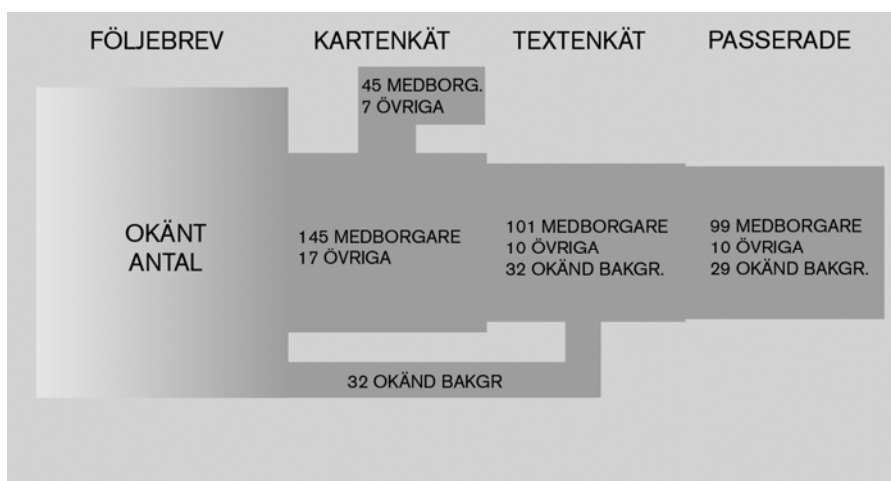 FÖLJEBREV KARTENKÄT TEXTENKÄT PASSERADE
45 MEDBORG.
7 ÖVRIGA
OKÄNT
ANTAL
145 MEDBORGARE
17 ÖVRIGA
101 MEDBORGARE
10 ÖVRIGA
32 OKÄND BAKGR.
99 MEDBORGARE
10 ÖVRIGA
29 OKÄND BAKGR.
32 OKÄND BAKGR